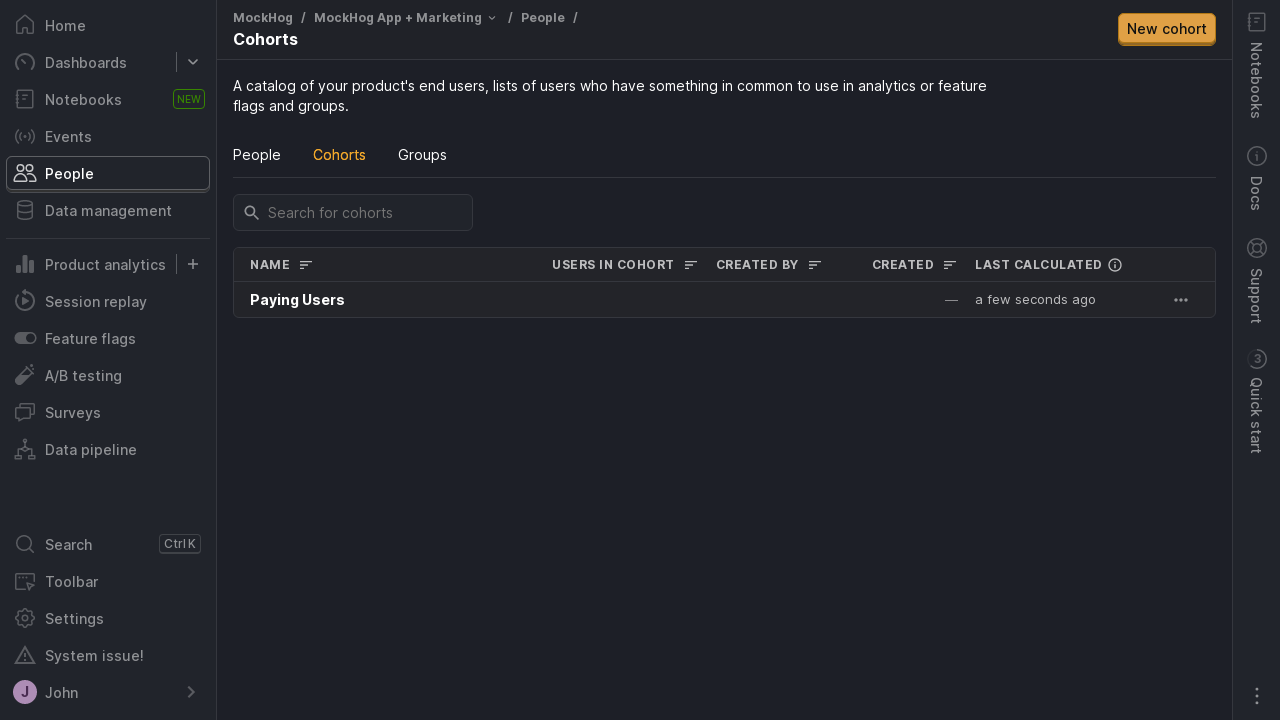 Home
Dashboards
Notebooks NEW
Events
People
Data management
Product analytics
Session replay
Feature flags
A/B testing
Surveys
Data pipeline
Search Ctrl K
Toolbar
Settings
System issue!
J John
MockHog / MockHog App + Marketing / People /
Cohorts
New cohort
A catalog of your product's end users, lists of users who have something in common to use in analytics or feature
flags and groups.
People Cohorts Groups
Search for cohorts
NAME USERS IN COHORT CREATED BY CREATED LAST CALCULATED
Paying Users — a few seconds ago
Notebooks
Docs
Support
3
Quick start